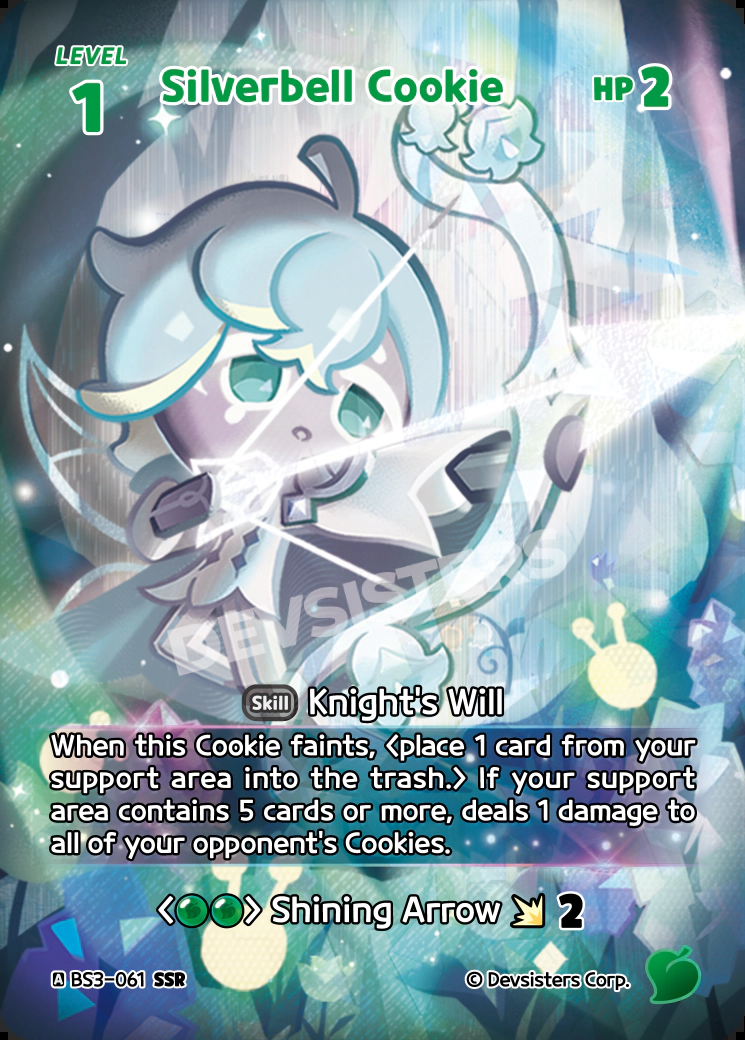 LEVEL
1
Silverbell Cookie
HP 2
DEVSISTERS
Skill Knight's Will
When this Cookie faints, <place 1 card from your
support area into the trash.> If your support
area contains 5 cards or more, deals 1 damage to
all of your opponent's Cookies.
< > Shining Arrow 2
A BS3-061 SSR
© Devsisters Corp.